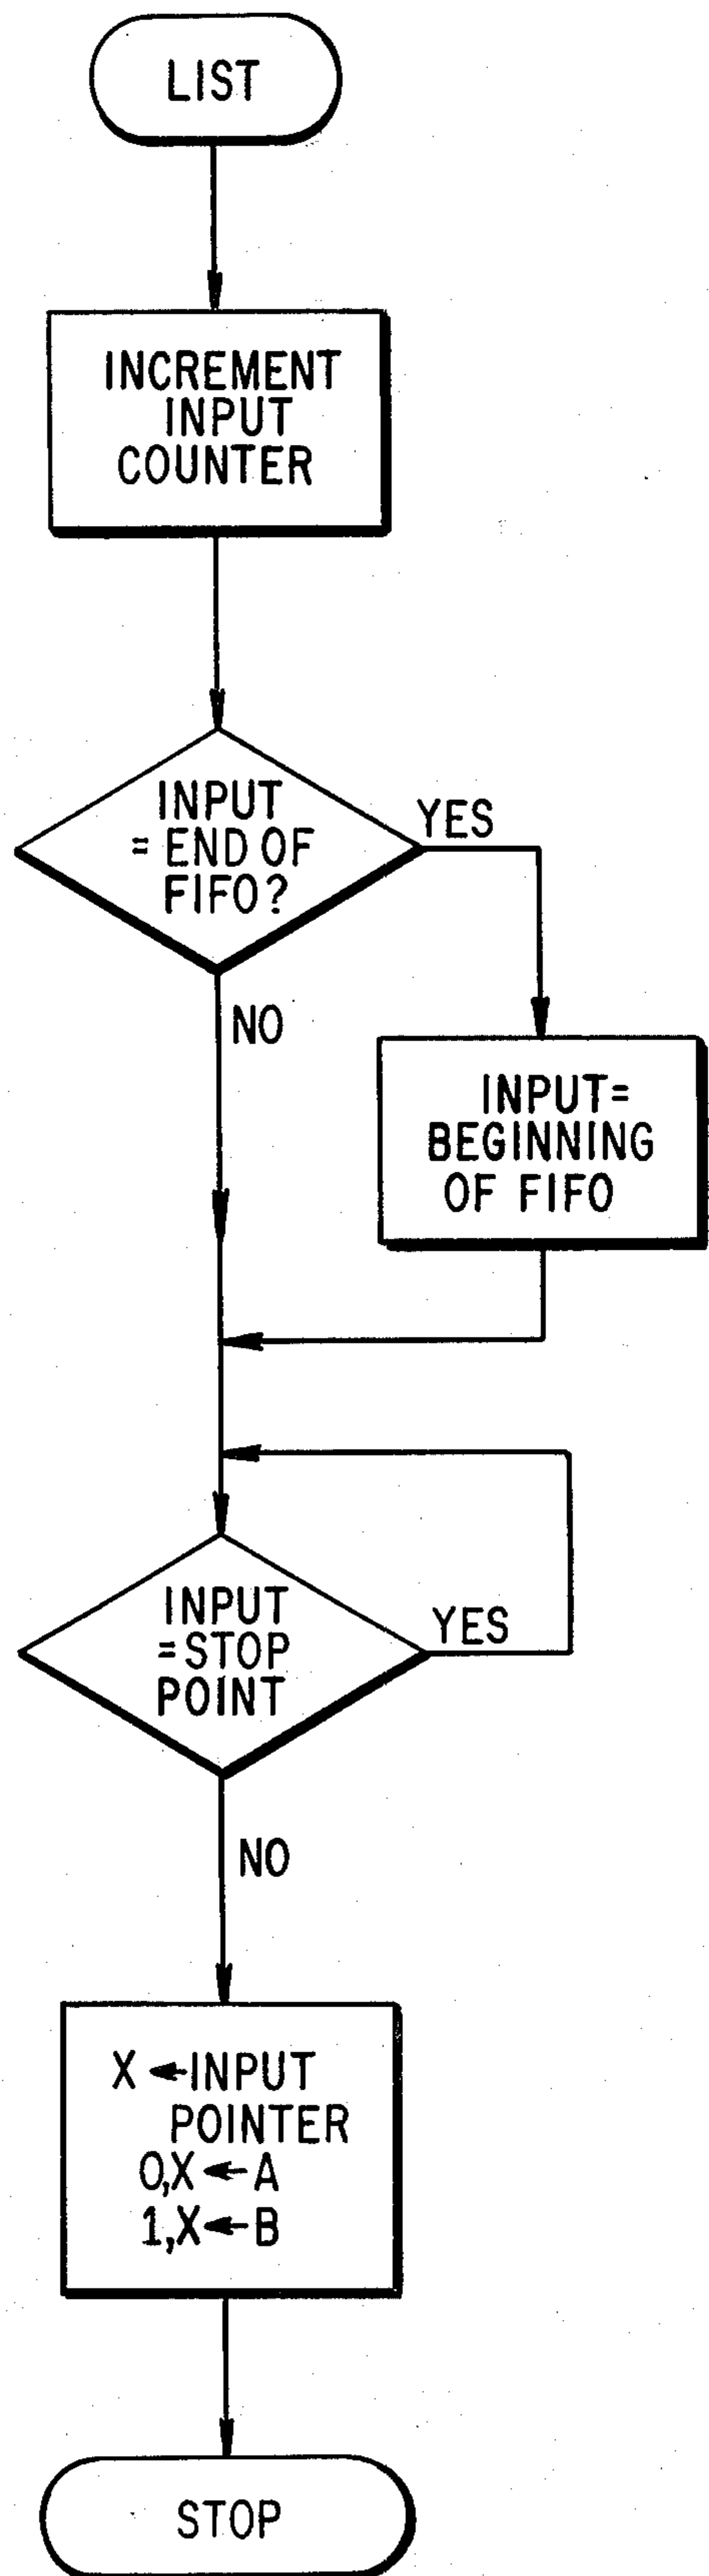 LIST
INCREMENT
INPUT
COUNTER
INPUT
= END OF
FIFO?
YES
NO
INPUT=
BEGINNING
OF FIFO
INPUT
=STOP
POINT
YES
NO
X ←INPUT
POINTER
0,X←A
1,X←B
STOP